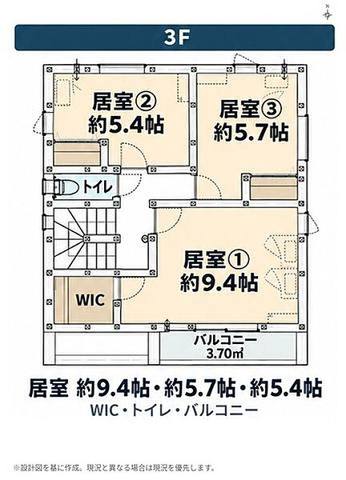 3F
居室②
約5.4帖
居室③
約5.7帖
トイレ
居室①
約9.4帖
WIC
バルコニー
3.70㎡
居室 約9.4帖・約5.7帖・約5.4帖
WIC・トイレ・バルコニー
※設計図を基に作成。現況と異なる場合は現況を優先します。